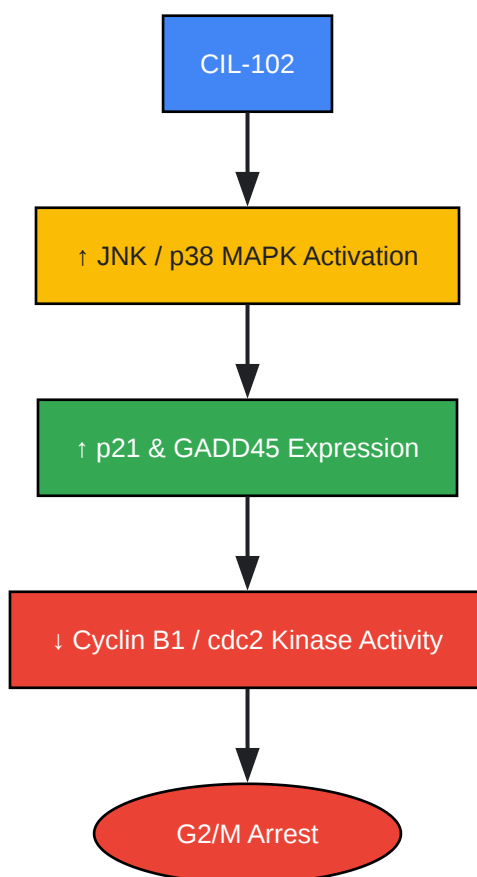 CIL-102
↑ JNK / p38 MAPK Activation
↑ p21 & GADD45 Expression
↓ Cyclin B1 / cdc2 Kinase Activity
G2/M Arrest